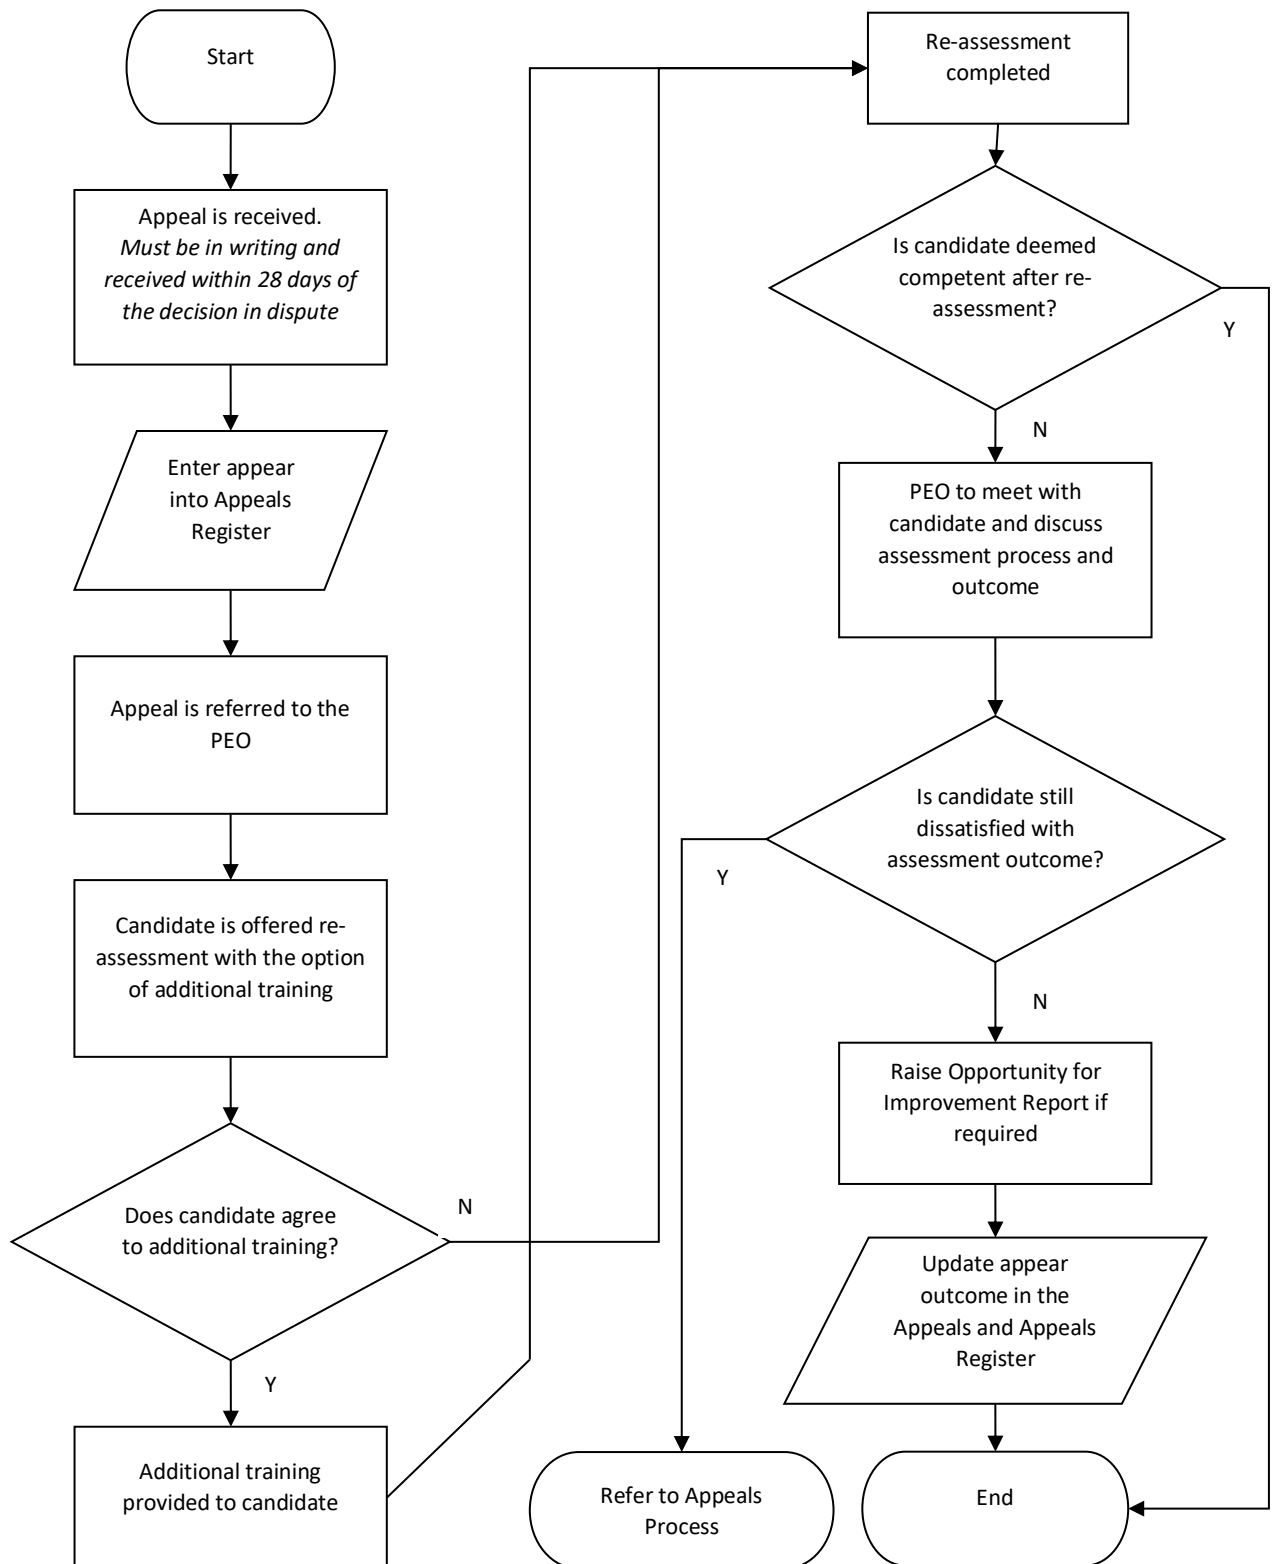 Start
Appeal is received.
Must be in writing and
received within 28 days of
the decision in dispute
Enter appear
into Appeals
Register
Appeal is referred to the
PEO
Candidate is offered re-
assessment with the option
of additional training
Does candidate agree
to additional training?
N
Y
Additional training
provided to candidate
Re-assessment
completed
Is candidate deemed
competent after re-
assessment?
Y
N
PEO to meet with
candidate and discuss
assessment process and
outcome
Is candidate still
dissatisfied with
assessment outcome?
Y
N
Raise Opportunity for
Improvement Report if
required
Update appear
outcome in the
Appeals and Appeals
Register
Refer to Appeals
Process
End